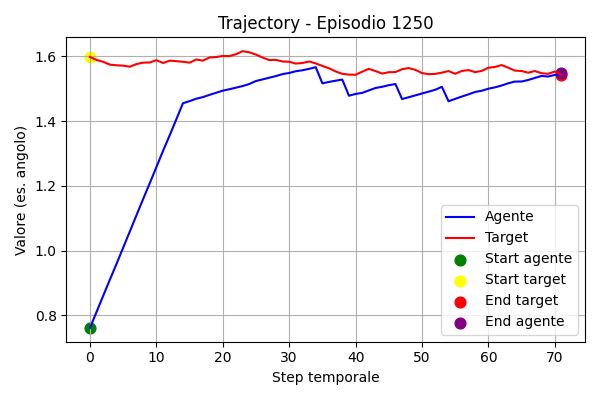 Trajectory - Episodio 1250
Valore (es. angolo)
1.6
1.4
1.2
1.0
0.8
0 10 20 30 40 50 60 70
Step temporale
Agente
Target
Start agente
Start target
End target
End agente